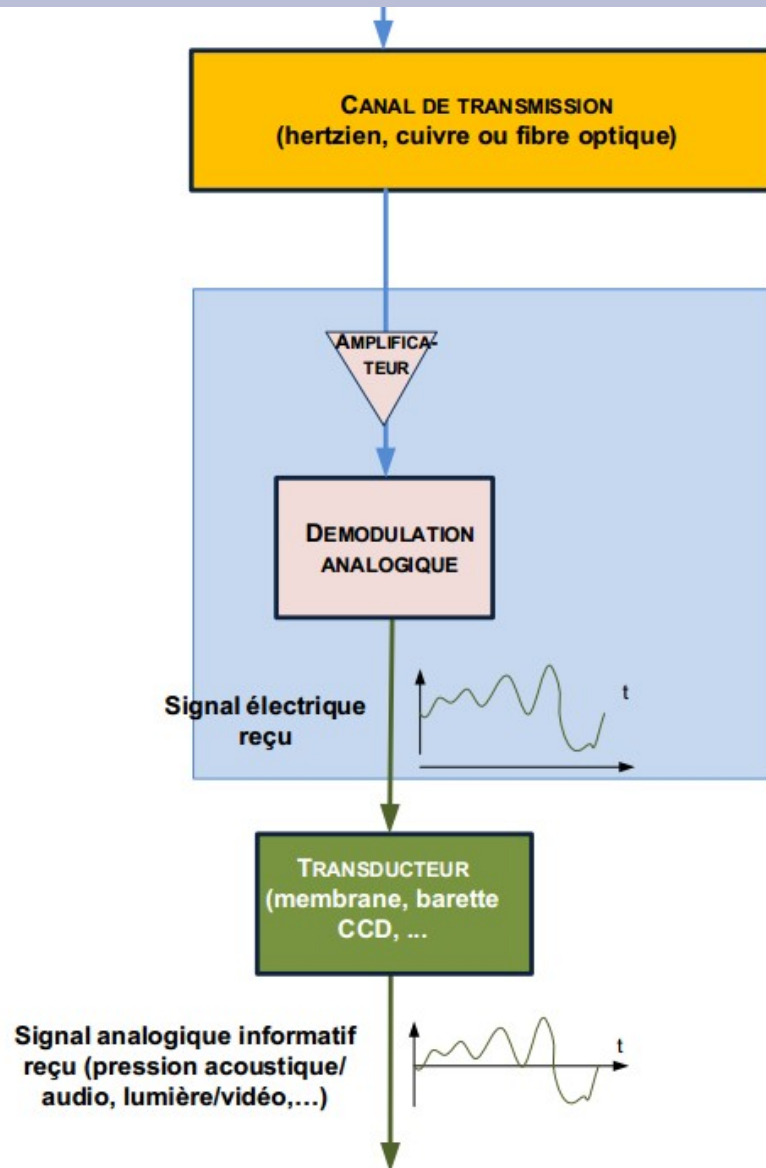 CANAL DE TRANSMISSION
(hertzien, cuivre ou fibre optique)
AMPLIFICA-
TEUR
DEMODULATION
ANALOGIQUE
Signal électrique
reçu
t
TRANSDUCTEUR
(membrane, barette
CCD, ...
Signal analogique informatif
reçu (pression acoustique/
audio, lumière/vidéo,…)
t